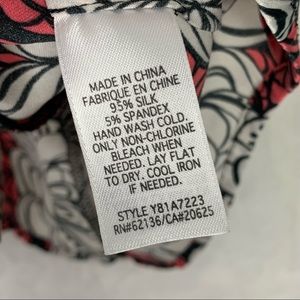 MADE IN CHINA
FABRIQUE EN CHINE
95% SILK
5% SPANDEX
HAND WASH COLD.
ONLY NON-CHLORINE
BLEACH WHEN
NEEDED. LAY FLAT
TO DRY. COOL IRON
IF NEEDED.
STYLE Y81A7223
RN#62136/CA#20625